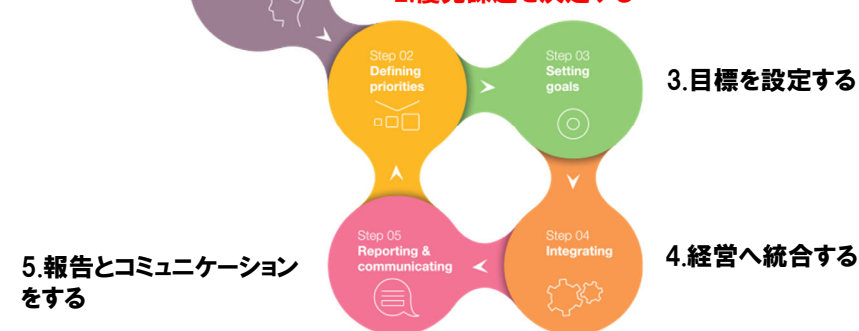 Step 02
Defining
priorities
Step 03
Setting
goals
3.目標を設定する
Step 05
Reporting &
communicating
Step 04
Integrating
4.経営へ統合する
5.報告とコミュニケーション
をする